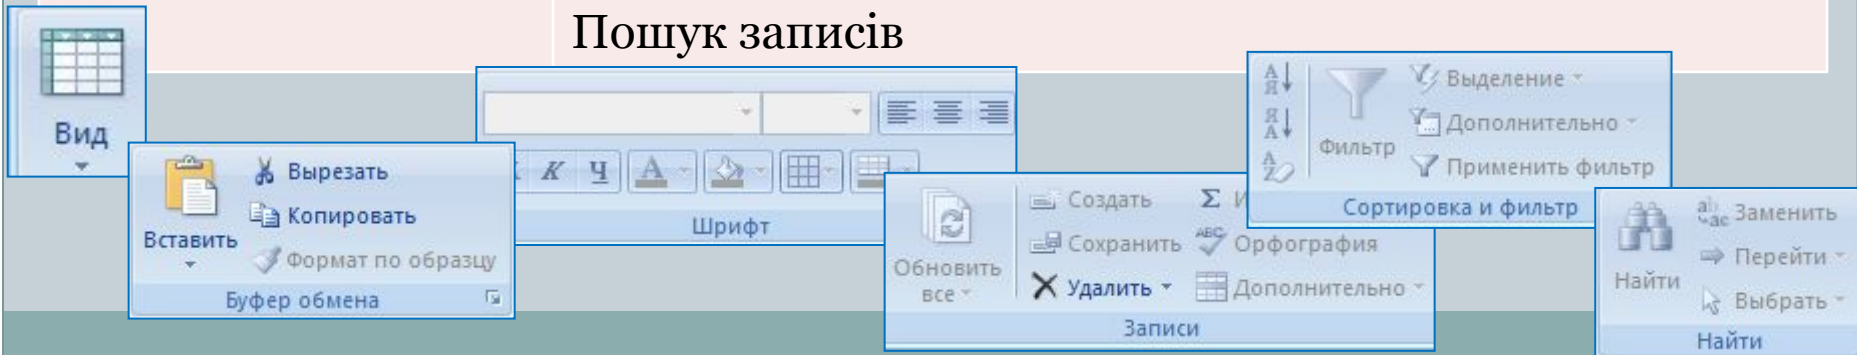 Пошук записів
Вид
Вставить
Вырезать
Копировать
Формат по образцу
Буфер обмена
К
Ч
А
Шрифт
Обновить
все
Создать
Сохранить
Удалить
Σ
Орфография
Дополнительно
Записи
Фильтр
Выделение
Дополнительно
Применить фильтр
Сортировка и фильтр
Найти
Заменить
Перейти
Выбрать
Найти